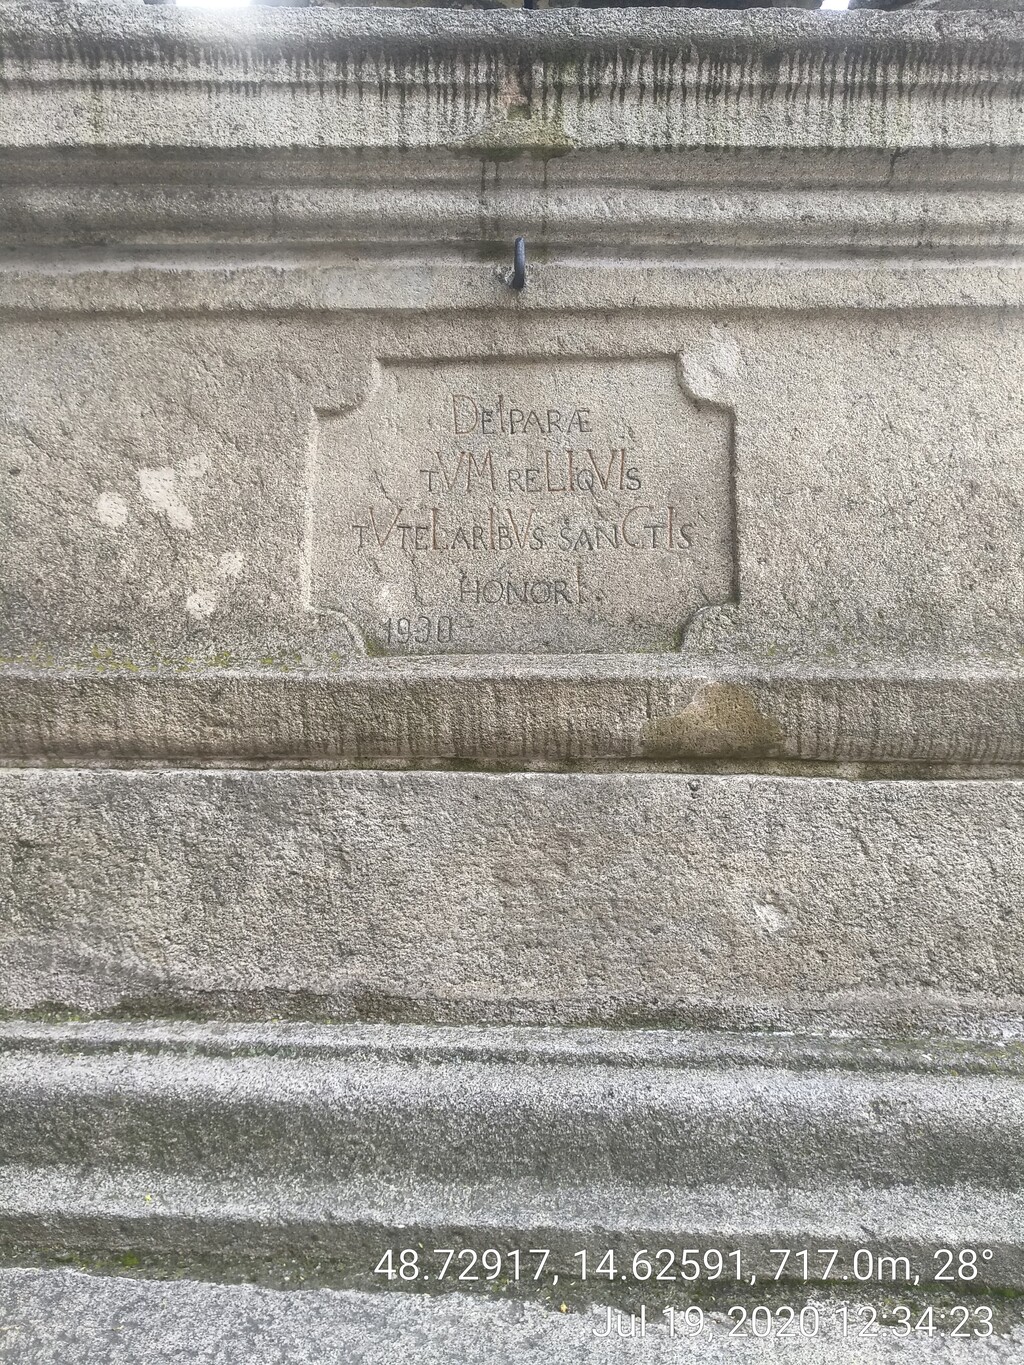 DeIparæ
tVM reLIqVIs
tVteLarIbVs sanCtIs
honorI.
1930
48.72917, 14.62591, 717.0m, 28°
Jul 19, 2020 12:34:23